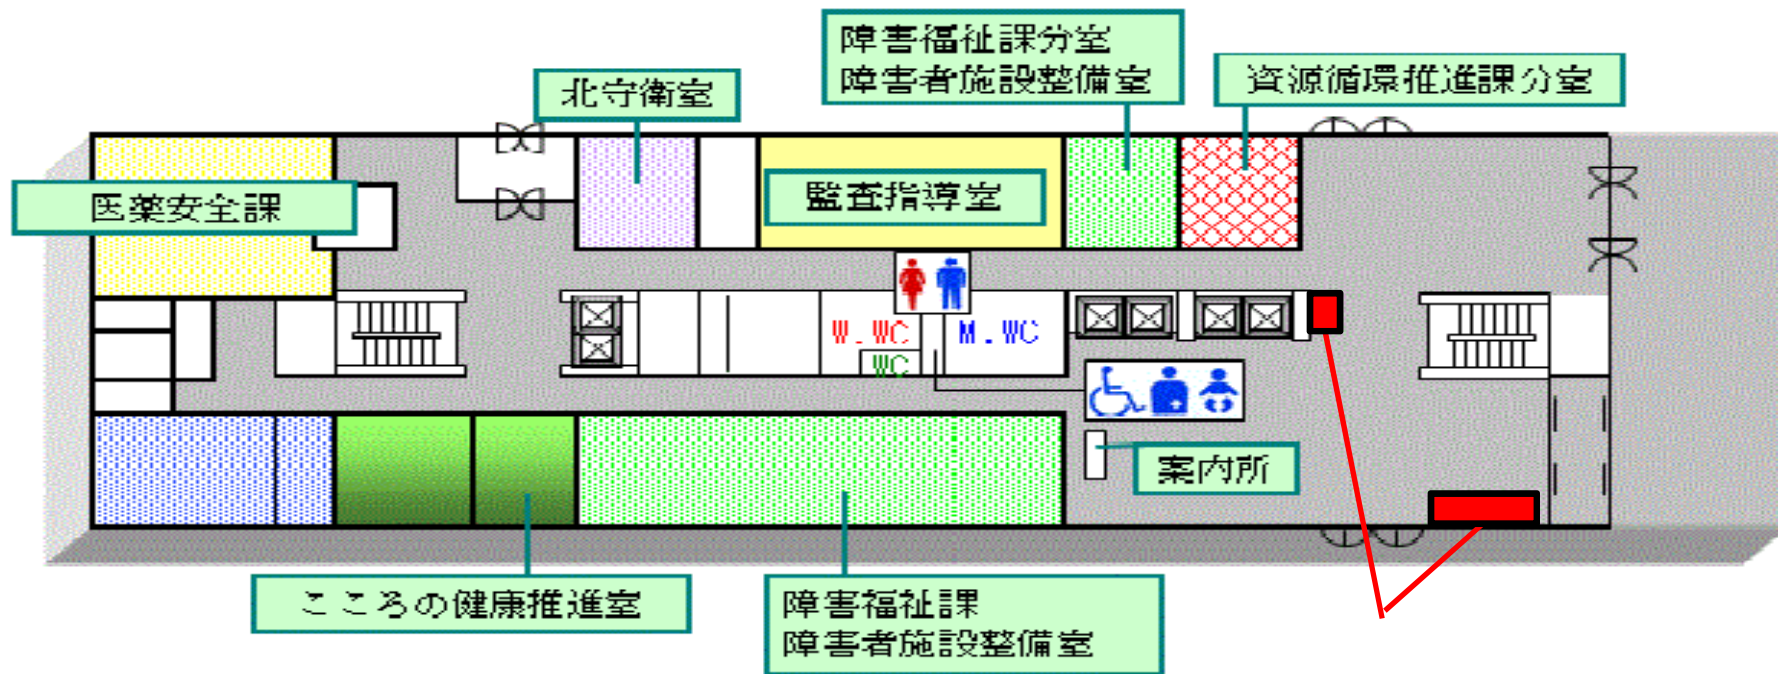 障害福祉課分室
障害者施設整備室
北守衛室
資源循環推進課分室
医薬安全課
監査指導室
W.WC
M.WC
WC
案内所
こころの健康推進室
障害福祉課
障害者施設整備室